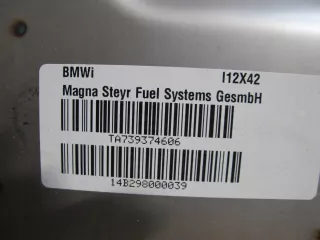 BMWi I12X42
Magna Steyr Fuel Systems GesmbH
TA739374606
14B298000039